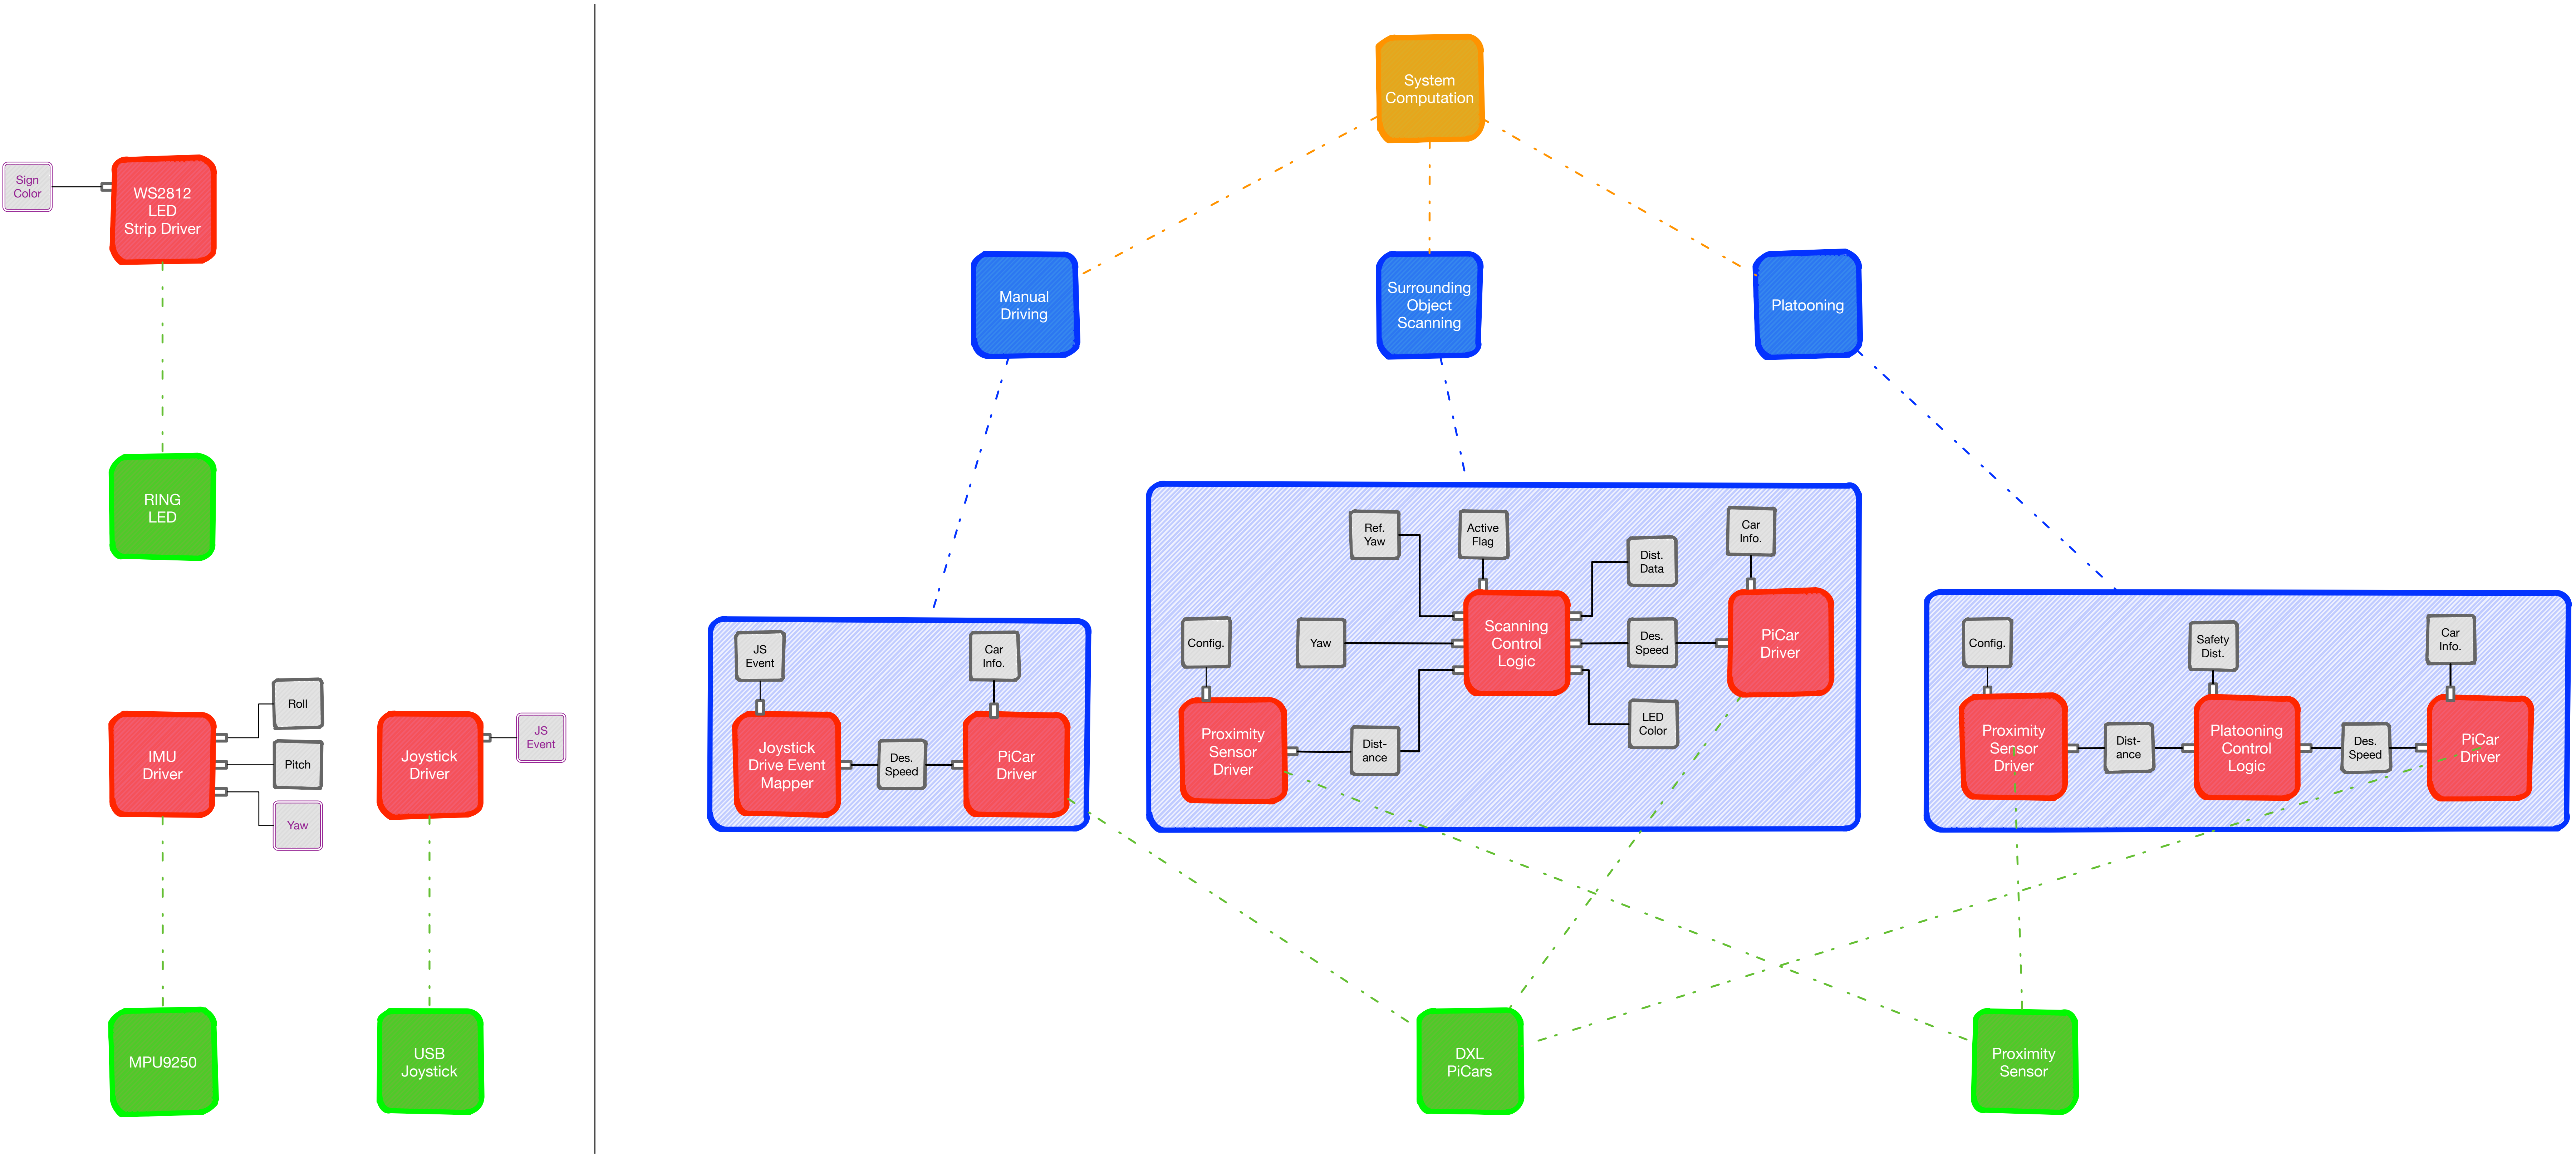 System
Computation
Sign
Color
WS2812
LED
Strip Driver
Manual
Driving
Surrounding
Object
Scanning
Platooning
RING
LED
Ref.
Yaw
Active
Flag
Dist.
Data
Car
Info.
Config.
Yaw
Scanning
Control
Logic
Des.
Speed
PiCar
Driver
LED
Color
Proximity
Sensor
Driver
Dist-
ance
JS
Event
Car
Info.
Joystick
Drive Event
Mapper
Des.
Speed
PiCar
Driver
Config.
Safety
Dist.
Car
Info.
Proximity
Sensor
Driver
Dist-
ance
Platooning
Control
Logic
Des.
Speed
PiCar
Driver
Roll
IMU
Driver
Pitch
Yaw
Joystick
Driver
JS
Event
MPU9250
USB
Joystick
DXL
PiCars
Proximity
Sensor